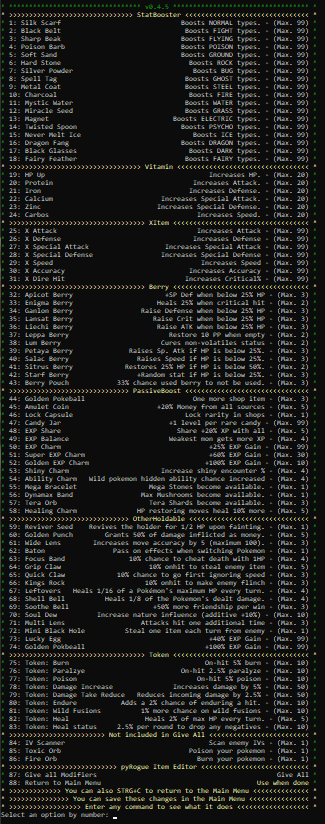 ****************************** v0.4.5 ******************************
* >>>>>>>>>>>>>>>>>>>>>>>>>>>> StatBooster <<<<<<<<<<<<<<<<<<<<<<<<<<<< *
* 1: Silk Scarf Boosts NORMAL types. - (Max. 99) *
* 2: Black Belt Boosts FIGHT types. - (Max. 99) *
* 3: Sharp Beak Boosts FLYING types. - (Max. 99) *
* 4: Poison Barb Boosts POISON types. - (Max. 99) *
* 5: Soft Sand Boosts GROUND types. - (Max. 99) *
* 6: Hard Stone Boosts ROCK types. - (Max. 99) *
* 7: Silver Powder Boosts BUG types. - (Max. 99) *
* 8: Spell Tag Boosts GHOST types. - (Max. 99) *
* 9: Metal Coat Boosts STEEL types. - (Max. 99) *
* 10: Charcoal Boosts FIRE types. - (Max. 99) *
* 11: Mystic Water Boosts WATER types. - (Max. 99) *
* 12: Miracle Seed Boosts GRASS types. - (Max. 99) *
* 13: Magnet Boosts ELECTRIC types. - (Max. 99) *
* 14: Twisted Spoon Boosts PSYCHO types. - (Max. 99) *
* 15: Never Melt Ice Boosts ICE types. - (Max. 99) *
* 16: Dragon Fang Boosts DRAGON types. - (Max. 99) *
* 17: Black Glasses Boosts DARK types. - (Max. 99) *
* 18: Fairy Feather Boosts FAIRY types. - (Max. 99) *
* >>>>>>>>>>>>>>>>>>>>>>>>>>>> Vitamin <<<<<<<<<<<<<<<<<<<<<<<<<<<< *
* 19: HP Up Increases HP. - (Max. 20) *
* 20: Protein Increases Attack. - (Max. 20) *
* 21: Iron Increases Defense. - (Max. 20) *
* 22: Calcium Increases Special Attack. - (Max. 20) *
* 23: Zinc Increases Special Defense. - (Max. 20) *
* 24: Carbos Increases Speed. - (Max. 20) *
* >>>>>>>>>>>>>>>>>>>>>>>>>>>> XItem <<<<<<<<<<<<<<<<<<<<<<<<<<<< *
* 25: X Attack Increases Attack - (Max. 99) *
* 26: X Defense Increases Defense - (Max. 99) *
* 27: X Special Attack Increases Special Attack - (Max. 99) *
* 28: X Special Defense Increases Special Defense - (Max. 99) *
* 29: X Speed Increases Speed - (Max. 99) *
* 30: X Accuracy Increases Accuracy - (Max. 99) *
* 31: X Dire Hit Increases Critical% - (Max. 99) *
* >>>>>>>>>>>>>>>>>>>>>>>>>>>> Berry <<<<<<<<<<<<<<<<<<<<<<<<<<<< *
* 32: Apicot Berry +SP Def when below 25% HP - (Max. 3) *
* 33: Enigma Berry Heals 25% when critical hit - (Max. 2) *
* 34: Ganlon Berry Raise Defense when below 25% - (Max. 3) *
* 35: Lansat Berry Raise Crit when below 25% - (Max. 3) *
* 36: Liechi Berry Raise ATK when below 25% HP - (Max. 3) *
* 37: Leppa Berry Restore 10 PP when empty - (Max. 2) *
* 38: Lum Berry Cures non-volatiles status - (Max. 2) *
* 39: Petaya Berry Raises Sp. Atk if HP is below 25%. - (Max. 3) *
* 40: Salac Berry Raises Speed if HP is below 25%. - (Max. 3) *
* 41: Sitrus Berry Restores 25% HP if HP is below 50%. - (Max. 2) *
* 42: Starf Berry +Random stat if HP is below 25%. - (Max. 3) *
* 43: Berry Pouch 33% chance used berry to not be used. - (Max. 3) *
* >>>>>>>>>>>>>>>>>>>>>>>>>>>> PassiveBoost <<<<<<<<<<<<<<<<<<<<<<<<<<<< *
* 44: Golden Pokeball One more shop item - (Max. 3) *
* 45: Amulet Coin +20% Money from all sources - (Max. 5) *
* 46: Lock Capsule Lock rarity in shops - (Max. 1) *
* 47: Candy Jar +1 level per rare candy - (Max. 99) *
* 48: EXP Share Share +20% XP with all - (Max. 5) *
* 49: EXP Balance Weakest mon gets more XP - (Max. 4) *
* 50: EXP Charm +25% EXP Gain - (Max. 99) *
* 51: Super EXP Charm +60% EXP Gain - (Max. 30) *
* 52: Golden EXP Charm +100% EXP Gain - (Max. 10) *
* 53: Shiny Charm Increase shiny encounter % - (Max. 4) *
* 54: Ability Charm Wild pokemon hidden ability chance increased - (Max. 4) *
* 55: Mega Bracelet Mega Stones become available. - (Max. 1) *
* 56: Dynamax Band Max Mushrooms become available. - (Max. 1) *
* 57: Tera Orb Tera Shards become available. - (Max. 3) *
* 58: Healing Charm HP restoring moves heal 10% more - (Max. 5) *
* >>>>>>>>>>>>>>>>>>>>>>>>>>>> OtherHoldable <<<<<<<<<<<<<<<<<<<<<<<<<<<< *
* 59: Reviver Seed Revives the holder for 1/2 HP upon fainting. - (Max. 1) *
* 60: Golden Punch Grants 50% of damage inflicted as money. - (Max. 5) *
* 61: Wide Lens Increases move accuracy by 5 (maximum 100). - (Max. 3) *
* 62: Baton Pass on effects when switching Pokemon - (Max. 1) *
* 63: Focus Band 10% chance to cheat death with 1HP - (Max. 4) *
* 64: Grip Claw 10% onhit to steal enemy item - (Max. 5) *
* 65: Quick Claw 10% chance to go first ignoring speed - (Max. 3) *
* 66: Kings Rock 10% onhit to make enemy flinch - (Max. 3) *
* 67: Leftovers Heals 1/16 of a Pokémon's maximum HP every turn. - (Max. 4) *
* 68: Shell Bell Heals 1/8 of the Pokemon's dealt damage. - (Max. 4) *
* 69: Soothe Bell +50% more friendship per win - (Max. 3) *
* 70: Soul Dew Increase nature influence (additive +10%) - (Max. 10) *
* 71: Multi Lens Attacks hit one additional time - (Max. 3) *
* 72: Mini Black Hole Steal one item each turn from enemy - (Max. 1) *
* 73: Lucky Egg +40% EXP Gain - (Max. 99) *
* 74: Golden Pokeball +100% EXP Gain - (Max. 99) *
* >>>>>>>>>>>>>>>>>>>>>>>>>>>> Token <<<<<<<<<<<<<<<<<<<<<<<<<<<< *
* 75: Token: Burn On-hit 5% burn - (Max. 10) *
* 76: Token: Paralzye On-hit 2.5% paralyze - (Max. 10) *
* 77: Token: Poison On-hit 5% poison - (Max. 10) *
* 78: Token: Damage Increase Increases damage by 5% - (Max. 50) *
* 79: Token: Damage Take Reduce Reduces incoming damage by 2.5% - (Max. 50) *
* 80: Token: Endure Adds a 2% chance of enduring a hit. - (Max. 10) *
* 81: Token: Wild Fusions 1% more chance on wild fusions - (Max. 10) *
* 82: Token: Heal Heals 2% of max HP every turn. - (Max. 5) *
* 83: Token: Heal status 2.5% per round to drop any negatives - (Max. 10) *
* >>>>>>>>>>>>>>>>>>>> Not included in Give All <<<<<<<<<<<<<<<<<<<< *
* 84: IV Scanner Scan enemy IVs - (Max. 1) *
* 85: Toxic Orb Poison your pokemon - (Max. 1) *
* 86: Fire Orb Burn your pokemon - (Max. 1) *
* >>>>>>>>>>>>>>>>>>>> pyRogue Item Editor <<<<<<<<<<<<<<<<<<<< *
* 87: Give all Modifiers Give All *
* 88: Return to Main Menu Use when done *
* >>>>>>>>>>>> You can also STRG+C to return to the Main Menu <<<<<<<<<<<< *
* >>>>>>>>>>>> You can save these changes in the Main Menu <<<<<<<<<<<< *
* >>>>>>>>>>>> Enter any command to see what it does <<<<<<<<<<<< *
Select an option by number: